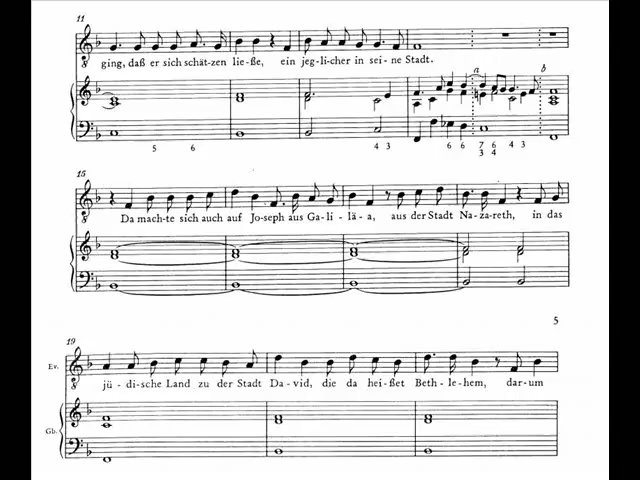 11
ging, daß er sich schät-zen lie-ße, ein jeg-li-cher in sei-ne Stadt.
a b
5 6 4 3 6 5 7 6 4 3
3 4
15
Da mach-te sich auch auf Jo-seph aus Ga-li-lä-a, aus der Stadt Na-za-reth, in das
5
19
Ev.
jü-di-sche Land zu der Stadt Da-vid, die da hei-ßet Beth-le-hem, dar-um
Gb.